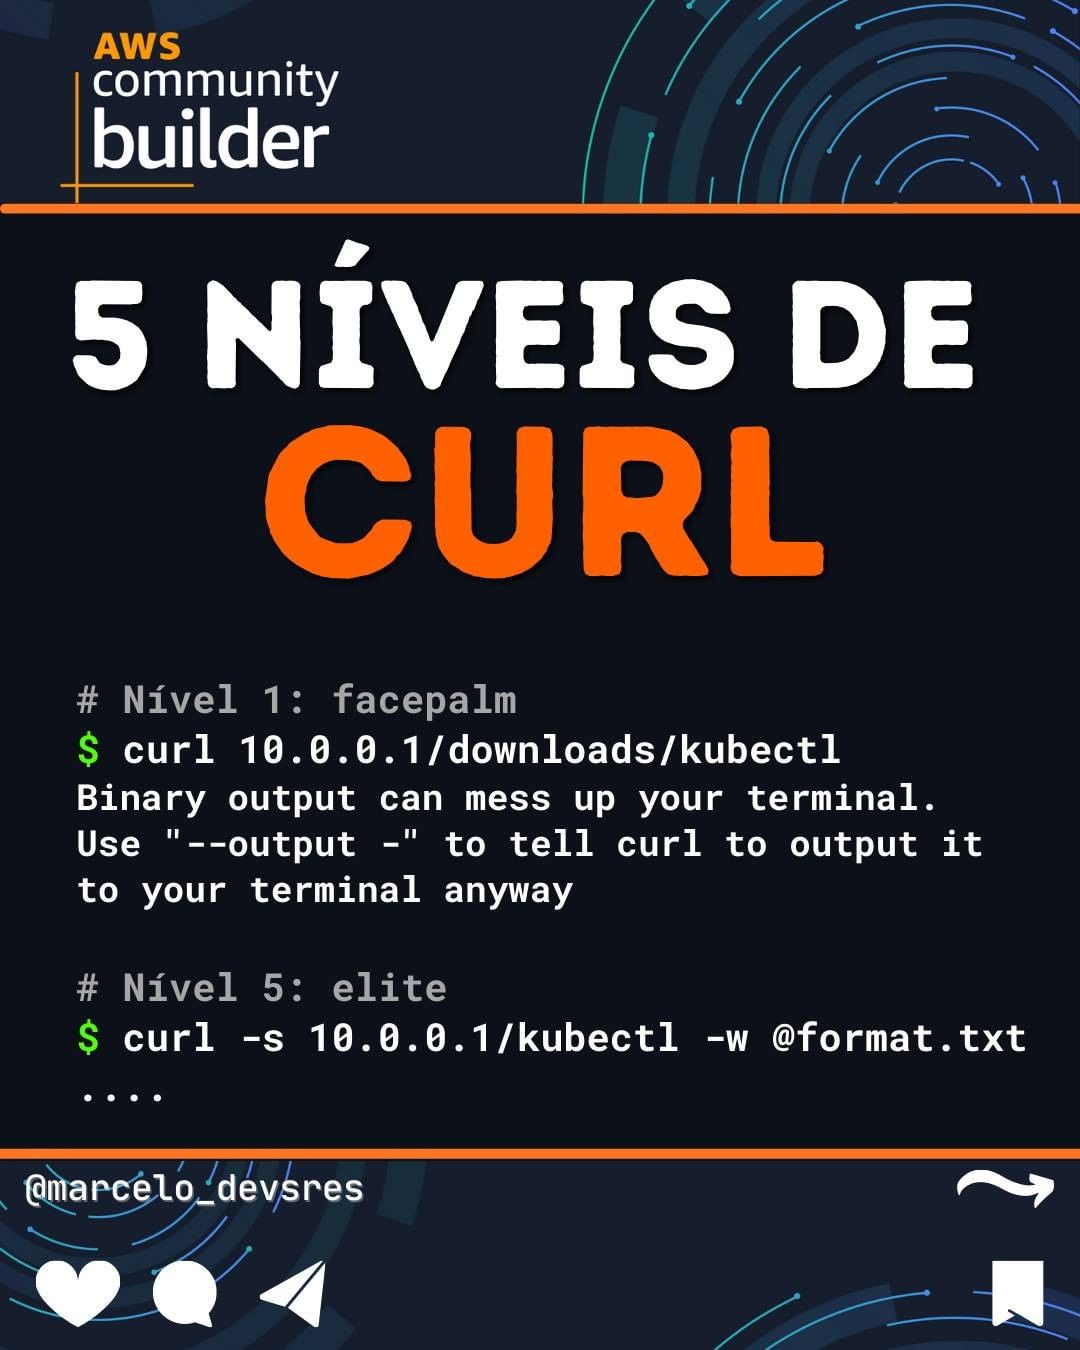 AWS
community
builder
5 NÍVEIS DE
CURL
# Nível 1: facepalm
$ curl 10.0.0.1/downloads/kubectl
Binary output can mess up your terminal.
Use "--output -" to tell curl to output it
to your terminal anyway
# Nível 5: elite
$ curl -s 10.0.0.1/kubectl -w @format.txt
....
@marcelo_devsres